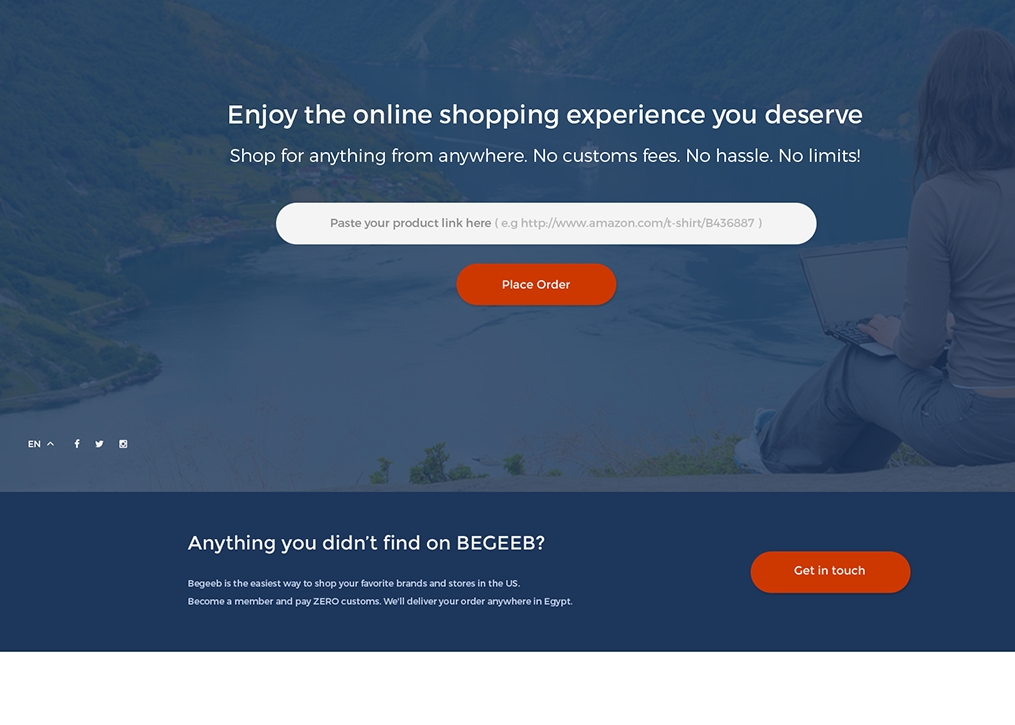 Enjoy the online shopping experience you deserve
Shop for anything from anywhere. No customs fees. No hassle. No limits!
Paste your product link here ( e.g http://www.amazon.com/t-shirt/B436887 )
Place Order
EN
Anything you didn’t find on BEGEEB?
Begeeb is the easiest way to shop your favorite brands and stores in the US.
Become a member and pay ZERO customs. We'll deliver your order anywhere in Egypt.
Get in touch